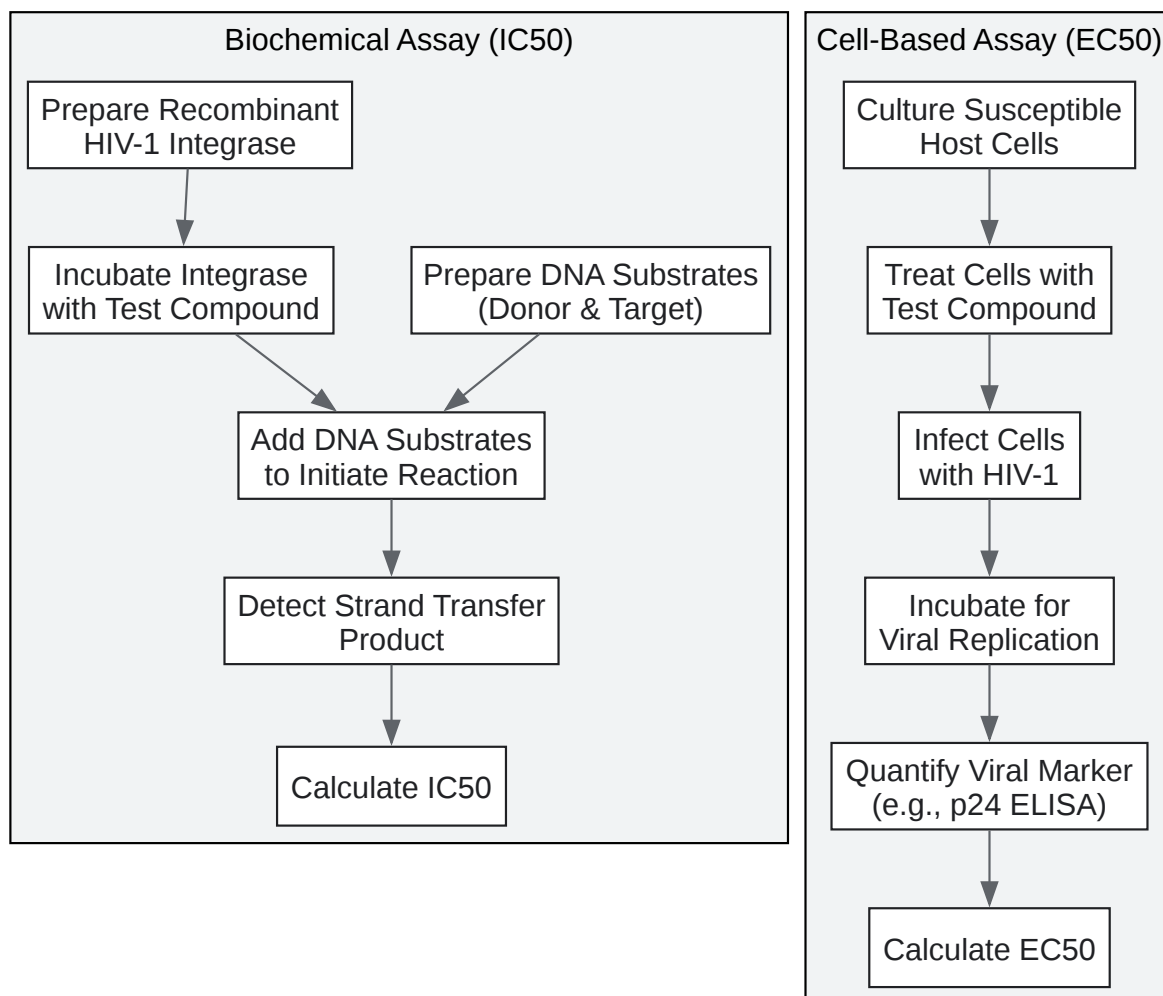 Biochemical Assay (IC50)
Prepare Recombinant
HIV-1 Integrase
Incubate Integrase
with Test Compound
Prepare DNA Substrates
(Donor & Target)
Add DNA Substrates
to Initiate Reaction
Detect Strand Transfer
Product
Calculate IC50
Cell-Based Assay (EC50)
Culture Susceptible
Host Cells
Treat Cells with
Test Compound
Infect Cells
with HIV-1
Incubate for
Viral Replication
Quantify Viral Marker
(e.g., p24 ELISA)
Calculate EC50